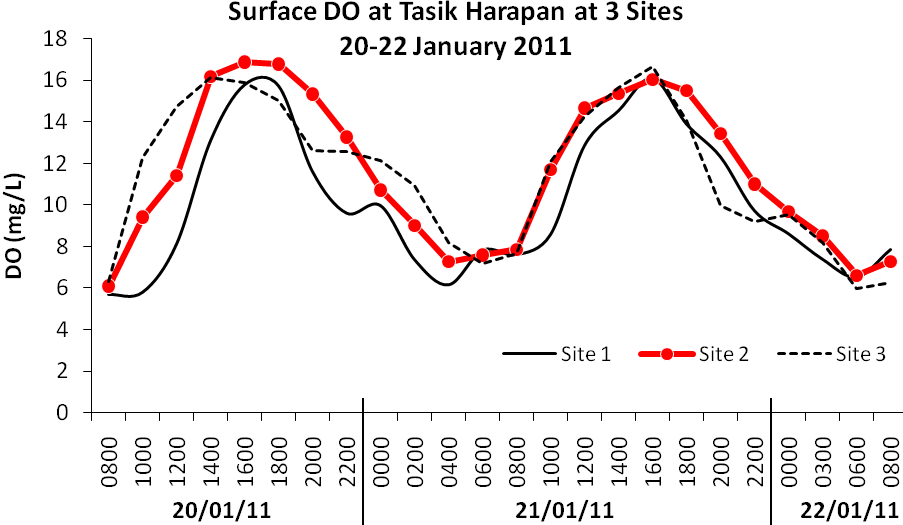 Surface DO at Tasik Harapan at 3 Sites
20-22 January 2011
DO (mg/L)
18
16
14
12
10
8
6
4
2
0
Site 1 Site 2 Site 3
0800 1000 1200 1400 1600 1800 2000 2200 0000 0200 0400 0600 0800 1000 1200 1400 1600 1800 2000 2200 0000 0300 0600 0800
20/01/11 21/01/11 22/01/11